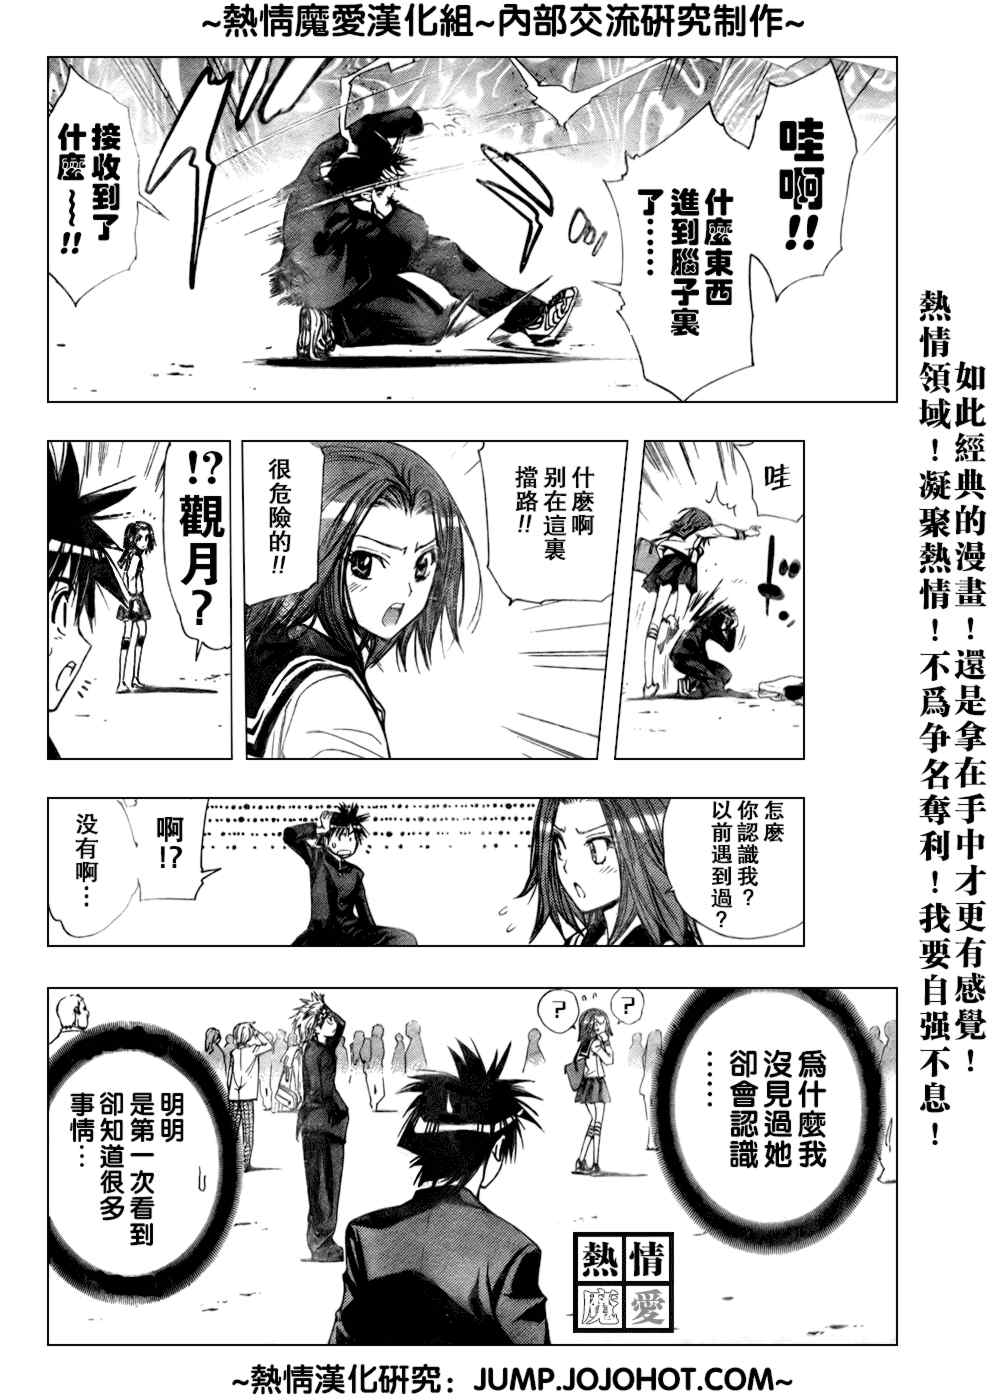 ~熱情魔愛漢化組~內部交流研究制作~
哇啊!!
什麼東西
進到腦子裏
了……
接收到了
什麼~~!!
哇
什麼啊
别在這裏
擋路!!
很危險的!!
!?
觀月?
怎麼
你認識我?
以前遇到過?
啊!?
没有啊…
為什麼我
沒見過她
卻會認識
……
?
?
明明
是第一次看到
卻知道很多
事情…
熱情
魔愛
如此經典的漫畫！還是拿在手中才更有感覺！
熱情領域！凝聚熱情！不爲争名奪利！我要自强不息！
~熱情漢化研究：JUMP.JOJOHOT.COM~